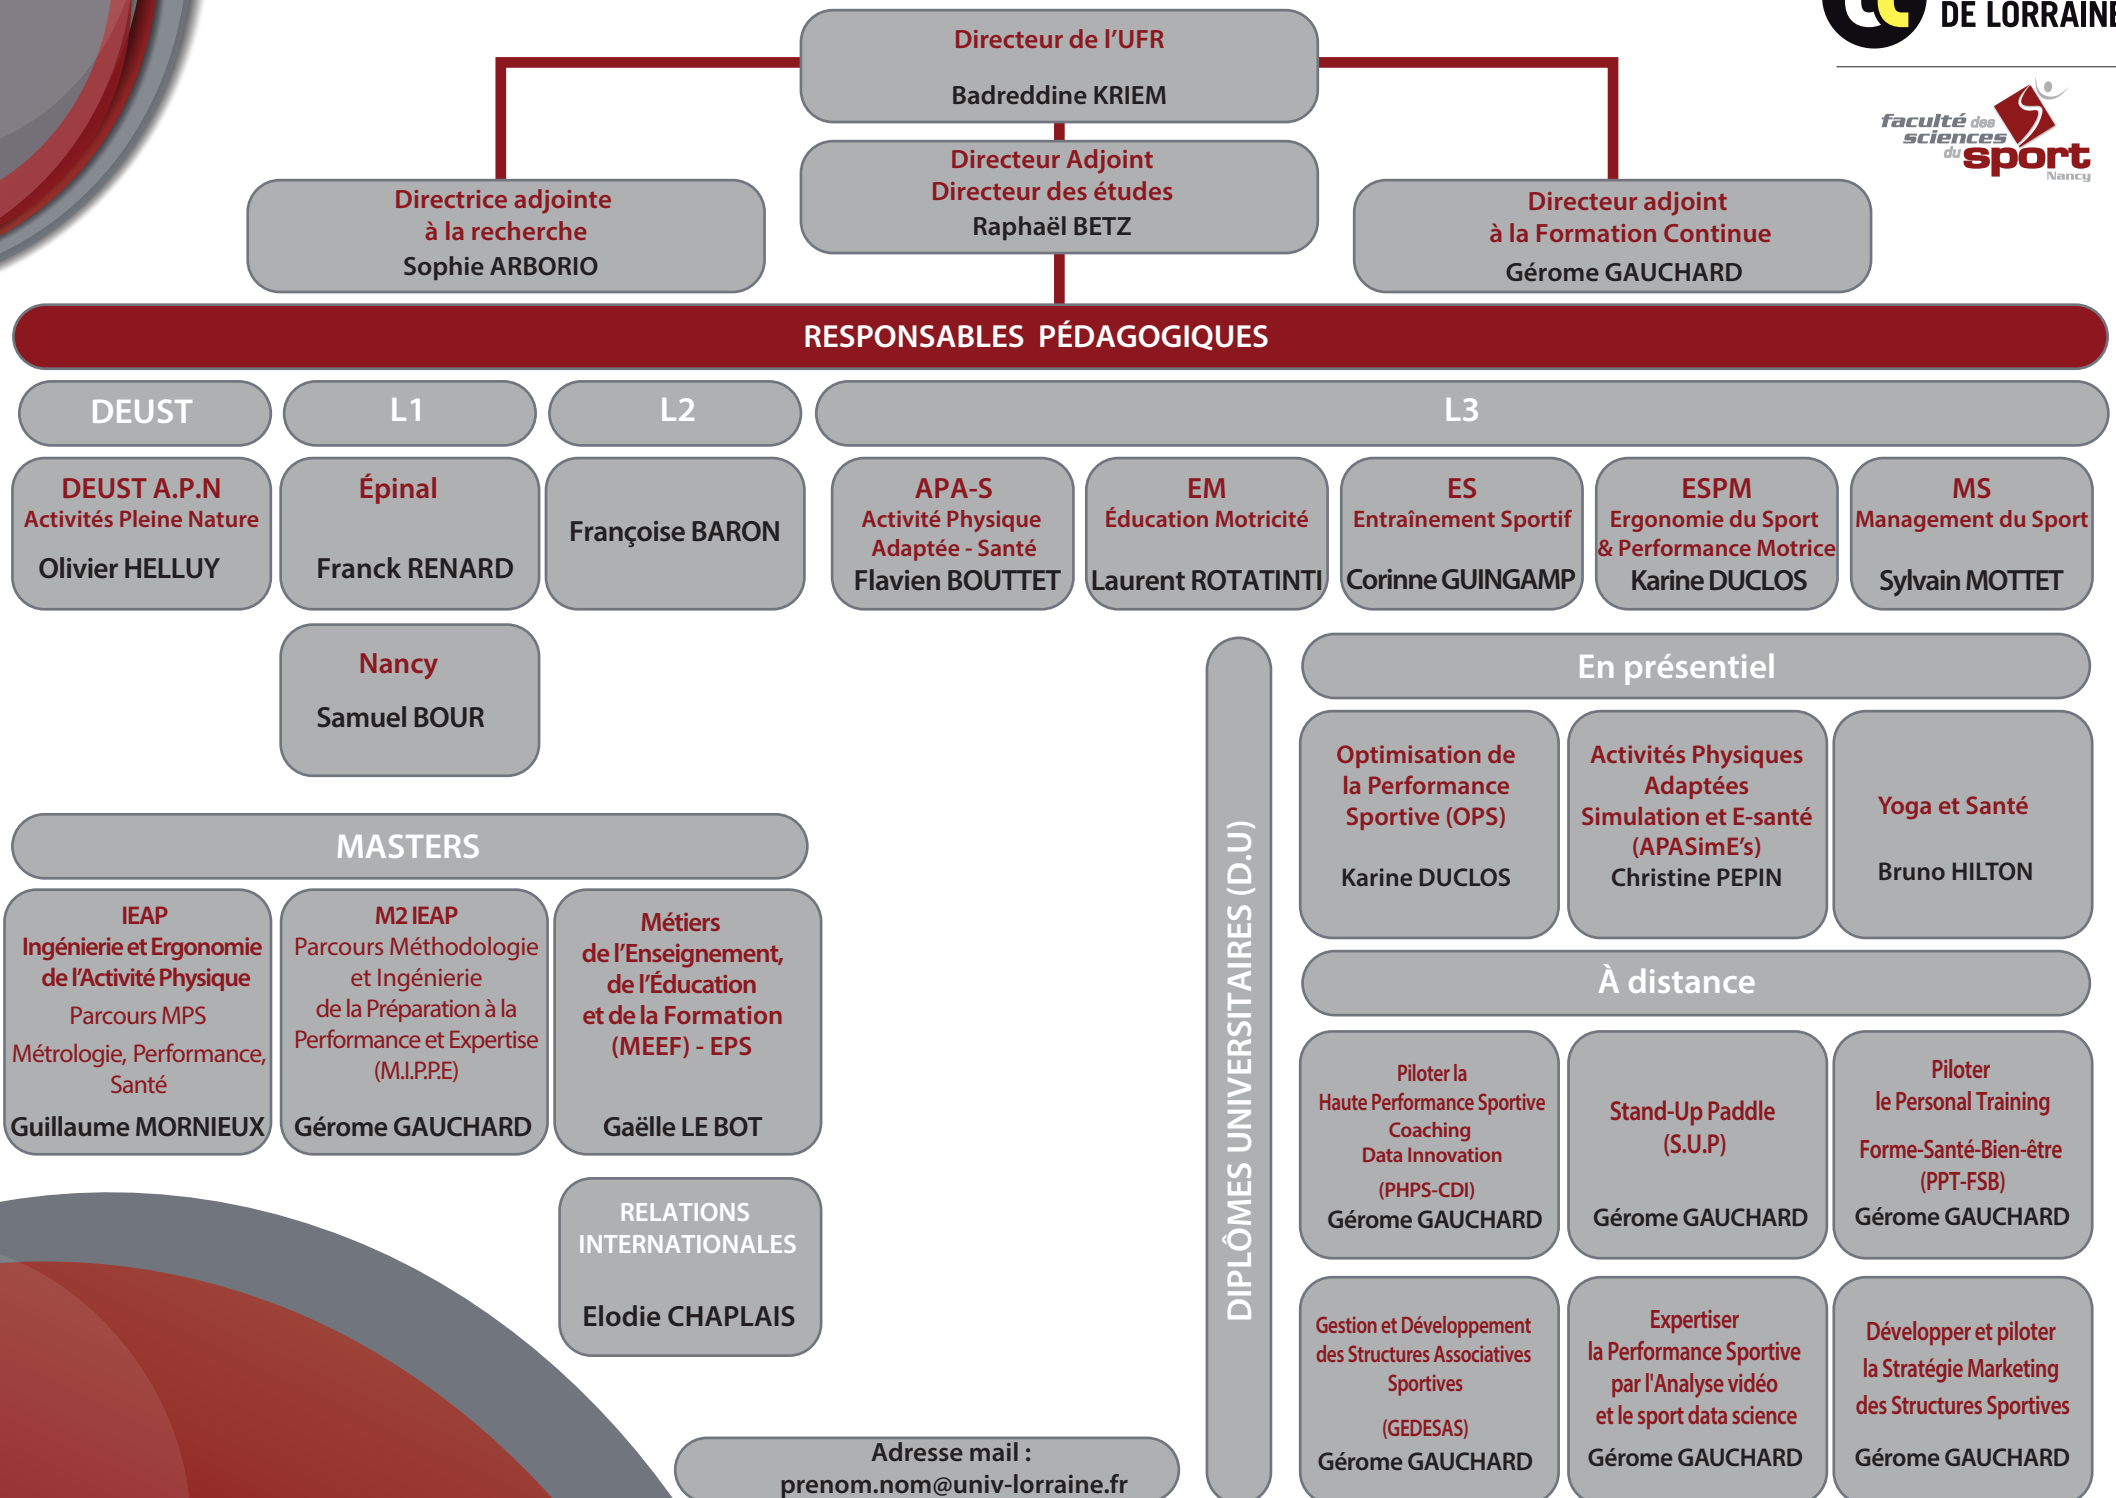 DE LORRAINE
faculté des
sciences
du sport
Nancy
Directeur de l'UFR
Badreddine KRIEM
Directrice adjointe
à la recherche
Sophie ARBORIO
Directeur Adjoint
Directeur des études
Raphaël BETZ
Directeur adjoint
à la Formation Continue
Gérome GAUCHARD
RESPONSABLES PÉDAGOGIQUES
DEUST
L1
L2
L3
DEUST A.P.N
Activités Pleine Nature
Olivier HELLUY
Épinal
Franck RENARD
Françoise BARON
APA-S
Activité Physique
Adaptée - Santé
Flavien BOUTTET
EM
Éducation Motricité
Laurent ROTATINTI
ES
Entraînement Sportif
Corinne GUINGAMP
ESPM
Ergonomie du Sport
& Performance Motrice
Karine DUCLOS
MS
Management du Sport
Sylvain MOTTET
Nancy
Samuel BOUR
MASTERS
IEAP
Ingénierie et Ergonomie
de l'Activité Physique
Parcours MPS
Métrologie, Performance,
Santé
Guillaume MORNIEUX
M2 IEAP
Parcours Méthodologie
et Ingénierie
de la Préparation à la
Performance et Expertise
(M.I.P.P.E)
Gérome GAUCHARD
Métiers
de l'Enseignement,
de l'Éducation
et de la Formation
(MEEF) - EPS
Gaëlle LE BOT
RELATIONS
INTERNATIONALES
Elodie CHAPLAIS
DIPLÔMES UNIVERSITAIRES (D.U)
En présentiel
Optimisation de
la Performance
Sportive (OPS)
Karine DUCLOS
Activités Physiques
Adaptées
Simulation et E-santé
(APASimE's)
Christine PEPIN
Yoga et Santé
Bruno HILTON
À distance
Piloter la
Haute Performance Sportive
Coaching
Data Innovation
(PHPS-CDI)
Gérome GAUCHARD
Stand-Up Paddle
(S.U.P)
Gérome GAUCHARD
Piloter
le Personal Training
Forme-Santé-Bien-être
(PPT-FSB)
Gérome GAUCHARD
Gestion et Développement
des Structures Associatives
Sportives
(GEDESAS)
Gérome GAUCHARD
Expertiser
la Performance Sportive
par l'Analyse vidéo
et le sport data science
Gérome GAUCHARD
Développer et piloter
la Stratégie Marketing
des Structures Sportives
Gérome GAUCHARD
Adresse mail :
prenom.nom@univ-lorraine.fr